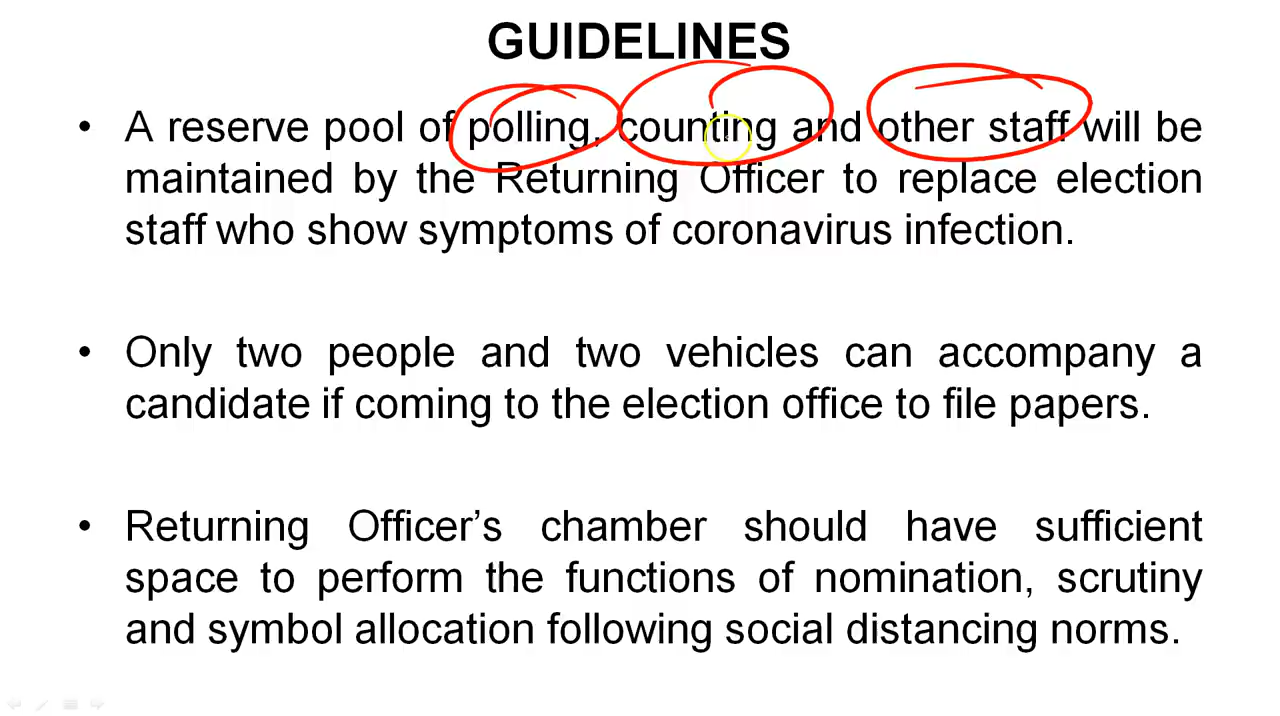 GUIDELINES
• A reserve pool of polling, counting and other staff will be
maintained by the Returning Officer to replace election
staff who show symptoms of coronavirus infection.
• Only two people and two vehicles can accompany a
candidate if coming to the election office to file papers.
• Returning Officer’s chamber should have sufficient
space to perform the functions of nomination, scrutiny
and symbol allocation following social distancing norms.